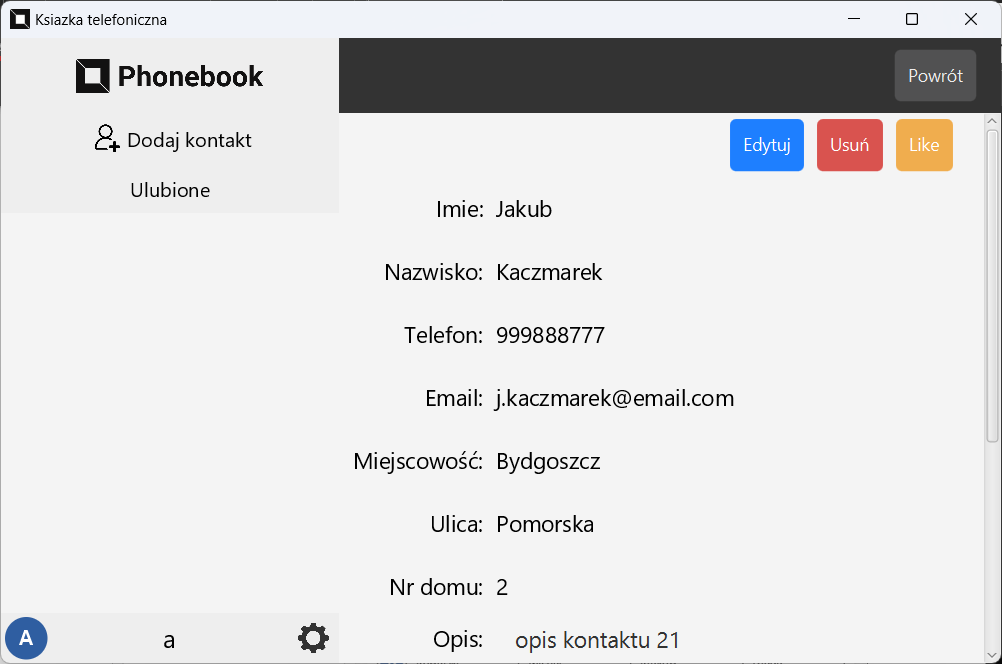 Ksiazka telefoniczna
Phonebook
Powrót
Dodaj kontakt
Ulubione
Edytuj Usuń Like
Imie: Jakub
Nazwisko: Kaczmarek
Telefon: 999888777
Email: j.kaczmarek@email.com
Miejscowość: Bydgoszcz
Ulica: Pomorska
Nr domu: 2
Opis: opis kontaktu 21
A a